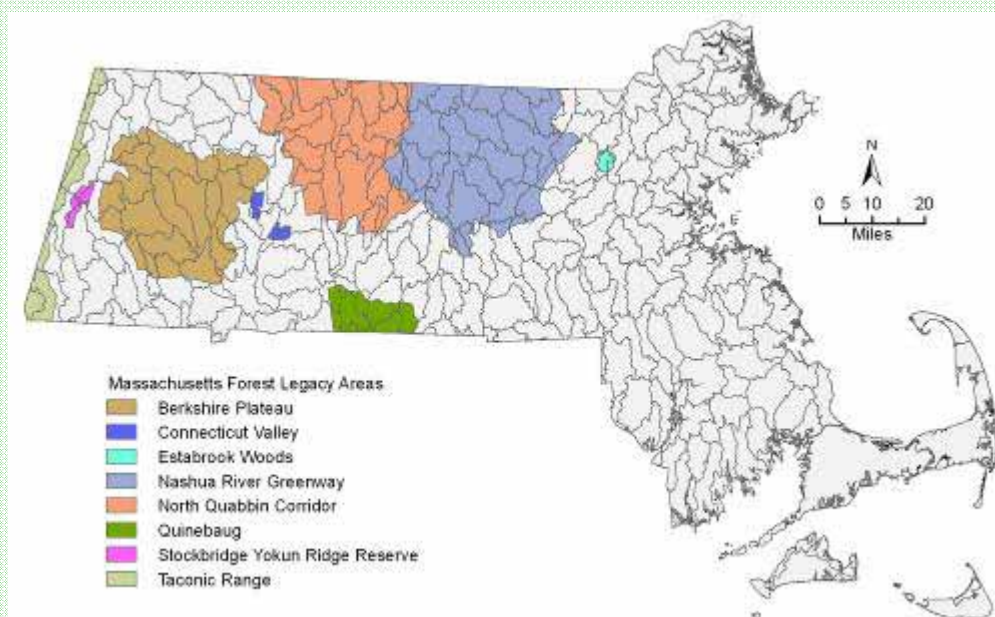 N
0 5 10 20
Miles
E
Massachusetts Forest Legacy Areas
Berkshire Plateau
Connecticut Valley
Estabrook Woods
Nashua River Greenway
North Quabbin Corridor
Quinebaug
Stockbridge Yokun Ridge Reserve
Taconic Range